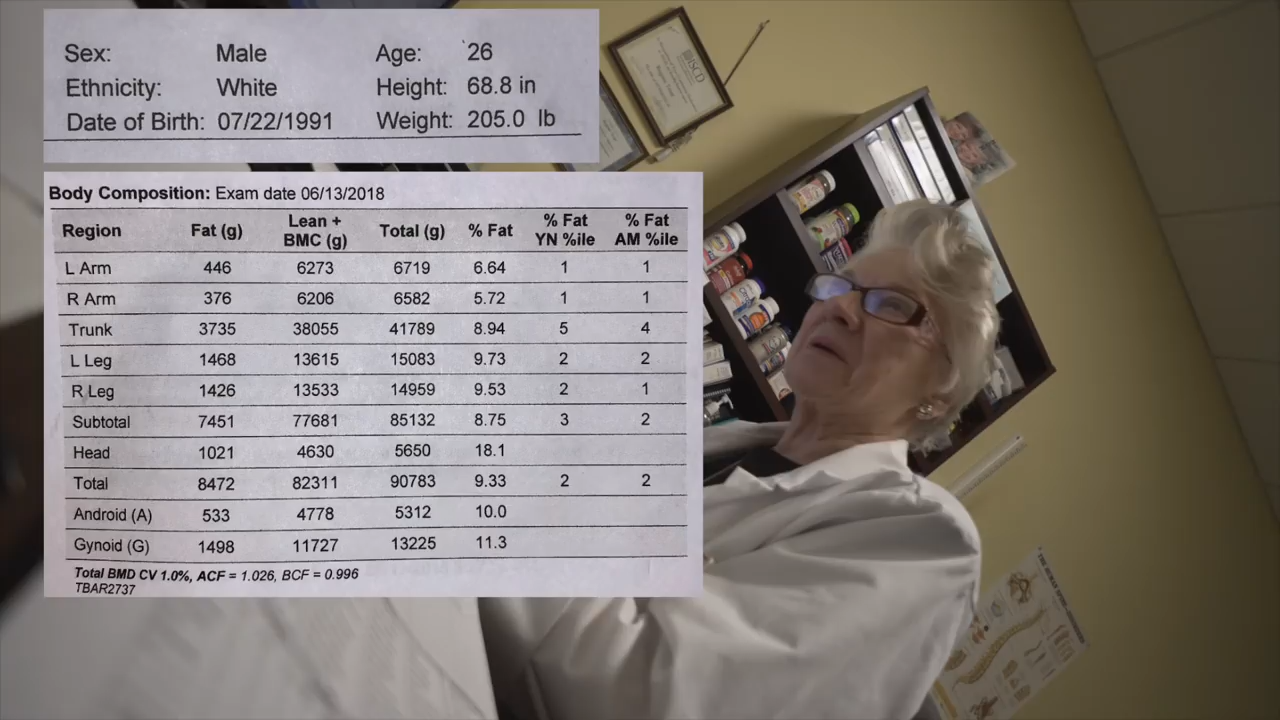 Sex: Male Age: 26
Ethnicity: White Height: 68.8 in
Date of Birth: 07/22/1991 Weight: 205.0 lb
Body Composition: Exam date 06/13/2018
Region Fat (g) Lean + BMC (g) Total (g) % Fat % Fat YN %ile % Fat AM %ile
L Arm 446 6273 6719 6.64 1 1
R Arm 376 6206 6582 5.72 1 1
Trunk 3735 38055 41789 8.94 5 4
L Leg 1468 13615 15083 9.73 2 2
R Leg 1426 13533 14959 9.53 2 1
Subtotal 7451 77681 85132 8.75 3 2
Head 1021 4630 5650 18.1
Total 8472 82311 90783 9.33 2 2
Android (A) 533 4778 5312 10.0
Gynoid (G) 1498 11727 13225 11.3
Total BMD CV 1.0%, ACF = 1.026, BCF = 0.996
TBAR2737
ISCD